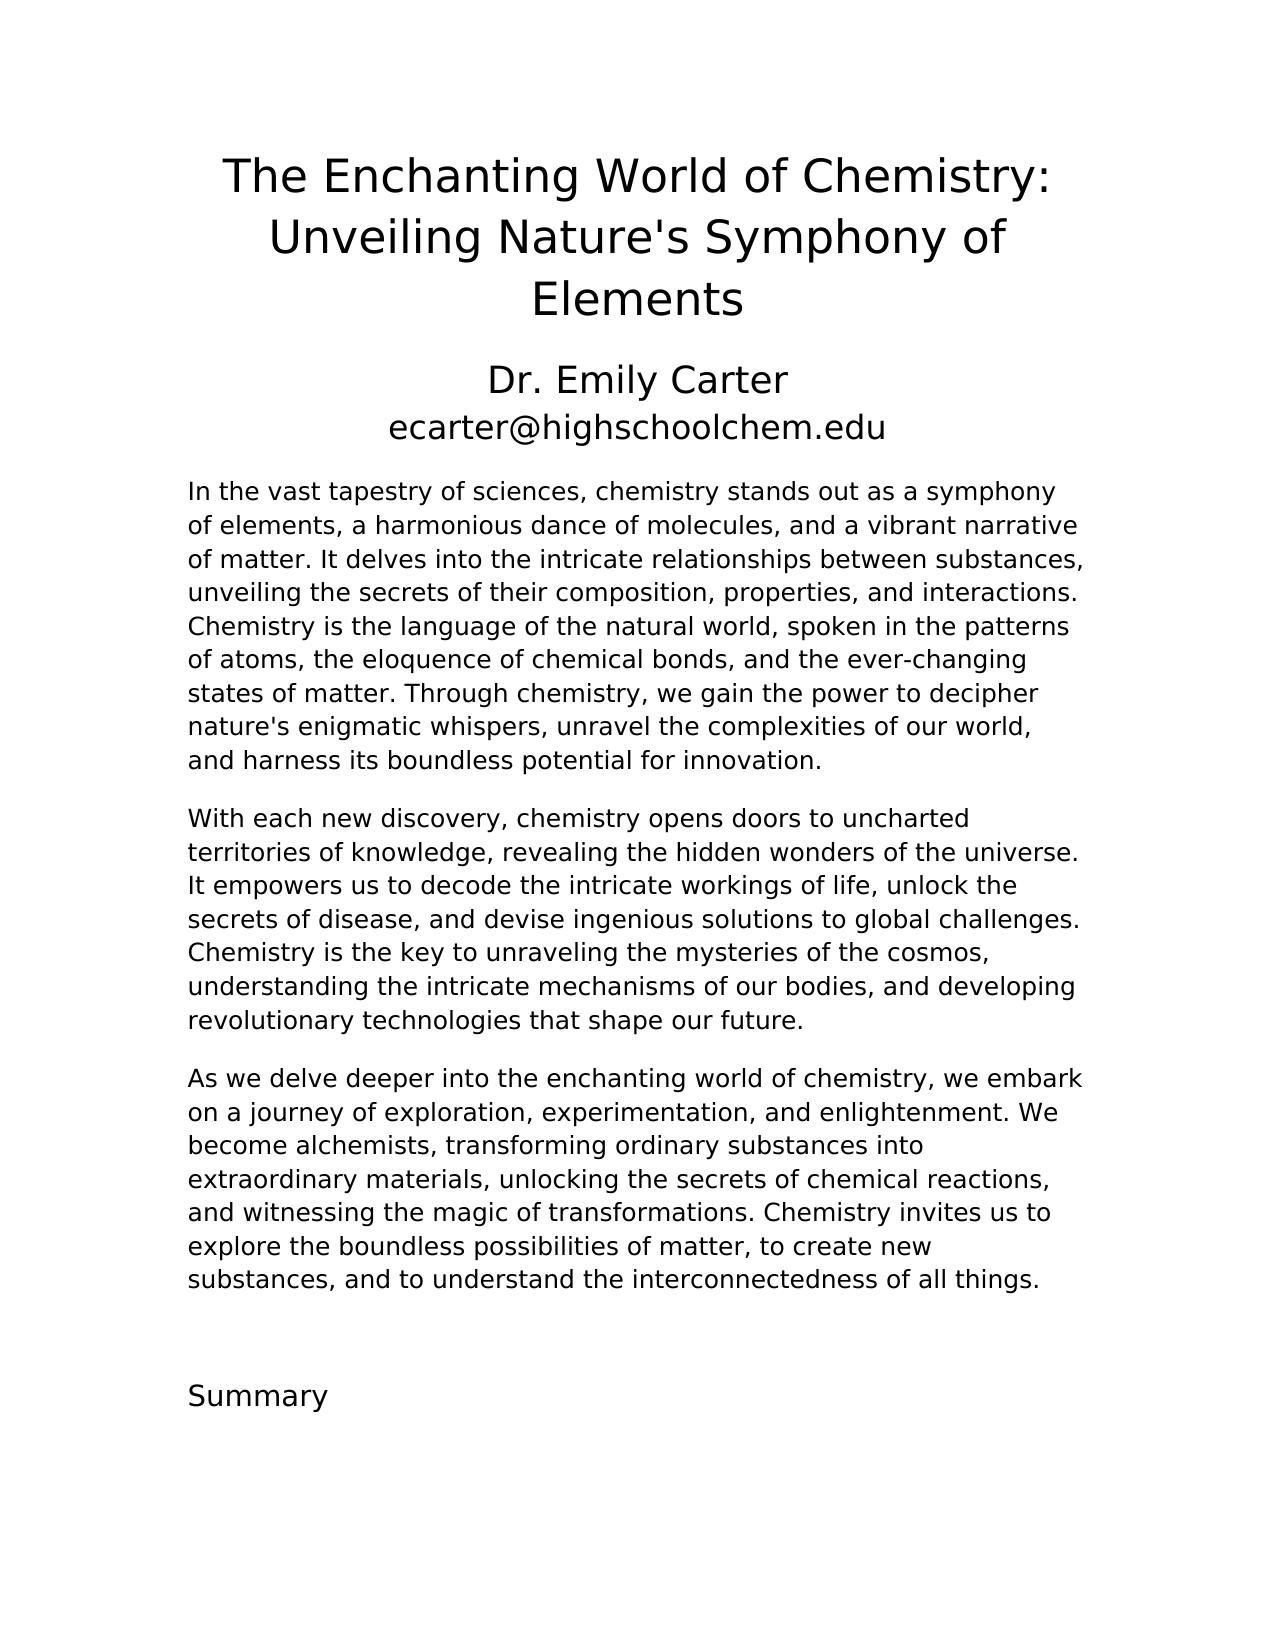 The Enchanting World of Chemistry:
Unveiling Nature's Symphony of
Elements
Dr. Emily Carter
ecarter@highschoolchem.edu
In the vast tapestry of sciences, chemistry stands out as a symphony
of elements, a harmonious dance of molecules, and a vibrant narrative
of matter. It delves into the intricate relationships between substances,
unveiling the secrets of their composition, properties, and interactions.
Chemistry is the language of the natural world, spoken in the patterns
of atoms, the eloquence of chemical bonds, and the ever-changing
states of matter. Through chemistry, we gain the power to decipher
nature's enigmatic whispers, unravel the complexities of our world,
and harness its boundless potential for innovation.
With each new discovery, chemistry opens doors to uncharted
territories of knowledge, revealing the hidden wonders of the universe.
It empowers us to decode the intricate workings of life, unlock the
secrets of disease, and devise ingenious solutions to global challenges.
Chemistry is the key to unraveling the mysteries of the cosmos,
understanding the intricate mechanisms of our bodies, and developing
revolutionary technologies that shape our future.
As we delve deeper into the enchanting world of chemistry, we embark
on a journey of exploration, experimentation, and enlightenment. We
become alchemists, transforming ordinary substances into
extraordinary materials, unlocking the secrets of chemical reactions,
and witnessing the magic of transformations. Chemistry invites us to
explore the boundless possibilities of matter, to create new
substances, and to understand the interconnectedness of all things.
Summary